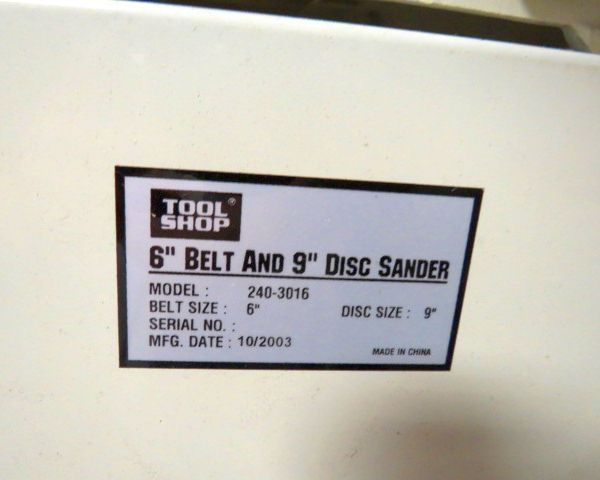 TOOL®
SHOP
6" BELT AND 9" DISC SANDER
MODEL : 240-3016
BELT SIZE : 6" DISC SIZE : 9"
SERIAL NO. :
MFG. DATE : 10/2003
MADE IN CHINA